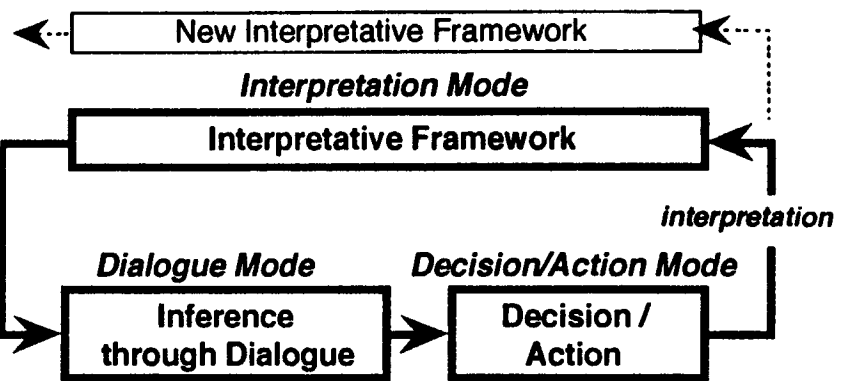 New Interpretative Framework
Interpretation Mode
Interpretative Framework
interpretation
Dialogue Mode
Decision/Action Mode
Inference
through Dialogue
Decision /
Action